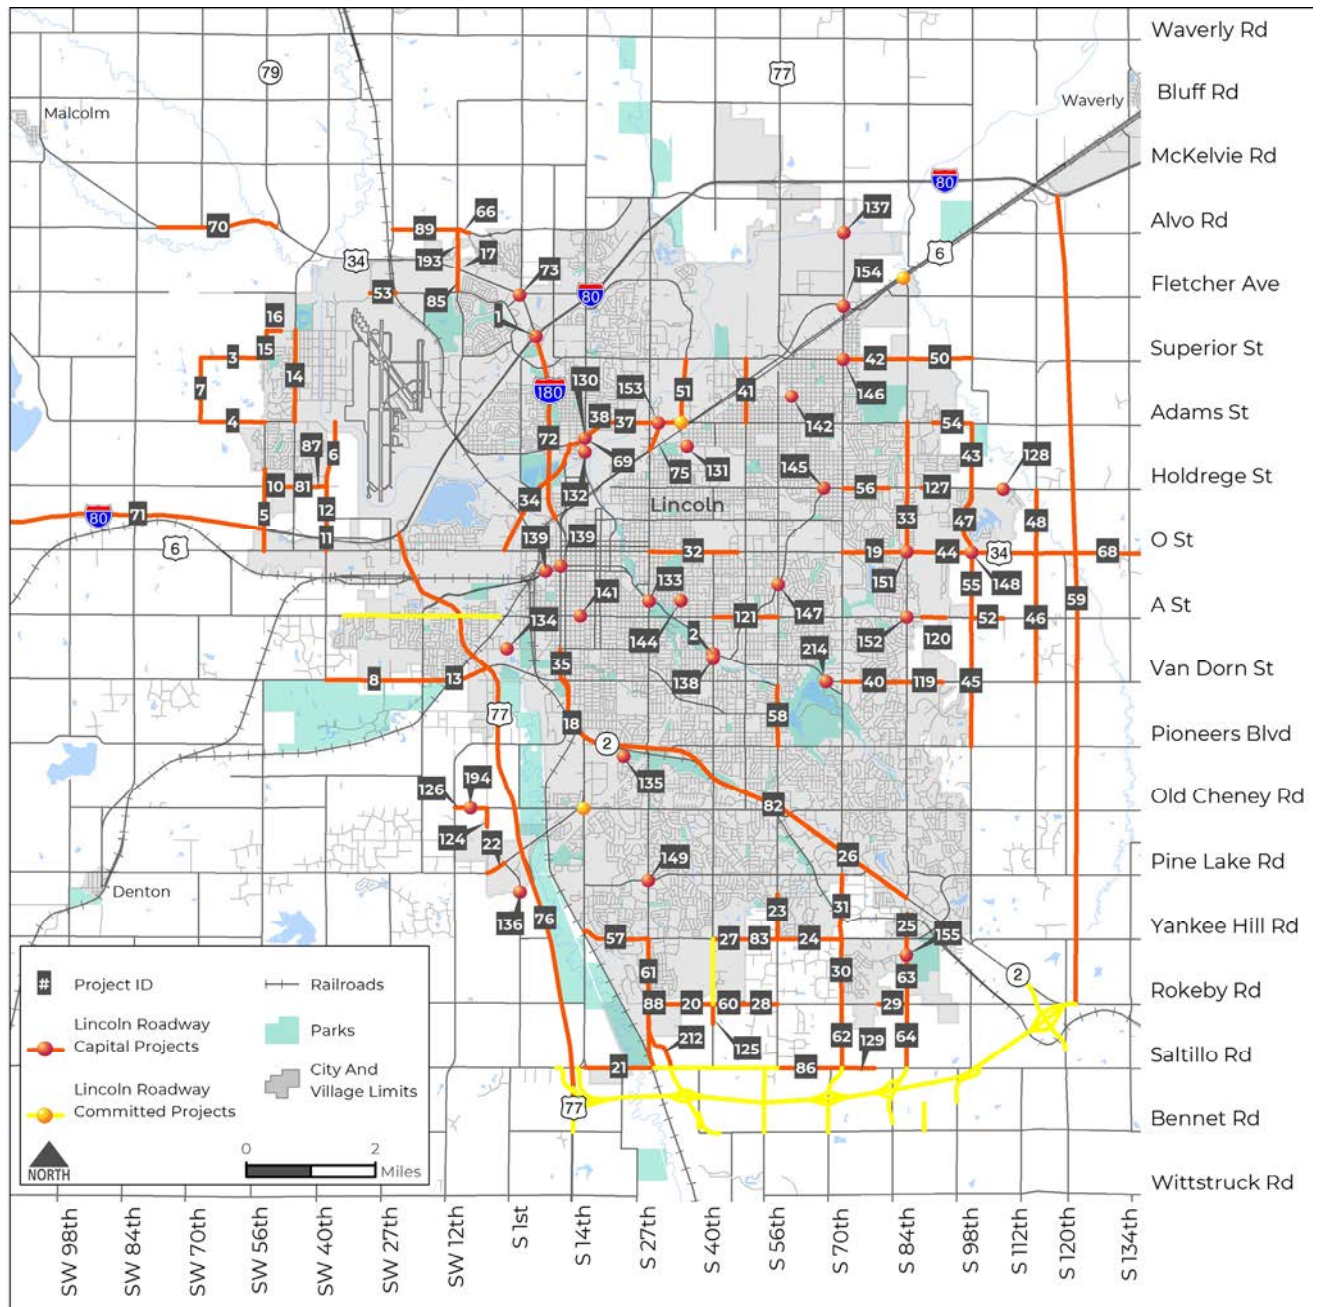 Waverly Rd
79
77
Bluff Rd
Waverly
Malcolm
McKelvie Rd
80
137
66
Alvo Rd
70
89
193
17
6
34
73
154
Fletcher Ave
53
85
80
16
1
15
Superior St
3
42
50
14
130
153
51
41
7
180
146
38
37
Adams St
4
142
54
87
6
72
69
43
131
128
75
145
Holdrege St
10
81
132
56
127
34
Lincoln
5
12
33
47
48
80
71
139
139
O St
6
11
32
19
44
34
68
151
148
133
55
59
141
147
A St
134
121
52
46
144
2
152
120
35
214
Van Dorn St
8
13
138
40
119
45
77
18
58
Pioneers Blvd
2
135
126
194
Old Cheney Rd
82
124
22
26
149
Pine Lake Rd
Denton
136
76
23
31
25
Yankee Hill Rd
155
57
27
83
24
61
30
63
2
# Project ID
Railroads
Rokeby Rd
88
20
60
28
29
Parks
Lincoln Roadway
Capital Projects
212
125
62
129
64
Saltillo Rd
21
86
City And
Village Limits
Lincoln Roadway
Committed Projects
77
Bennet Rd
NORTH
0
2
Miles
Wittstruck Rd
SW 98th
SW 84th
SW 70th
SW 56th
SW 40th
SW 27th
SW 12th
S 1st
S 14th
S 27th
S 40th
S 56th
S 70th
S 84th
S 98th
S 112th
S 120th
S 134th